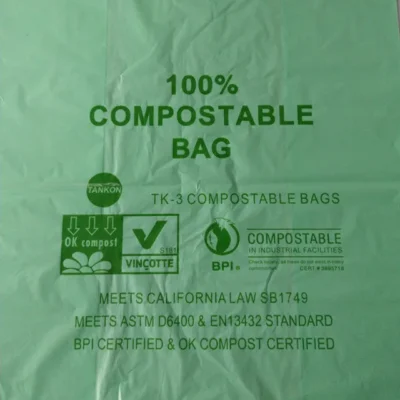 100%
COMPOSTABLE
BAG
TANKON
TK-3 COMPOSTABLE BAGS
OK compost
VINÇOTTE
S161
BPI®
COMPOSTABLE
IN INDUSTRIAL FACILITIES
MEETS CALIFORNIA LAW SB1749
MEETS ASTM D6400 & EN13432 STANDARD
BPI CERTIFIED & OK COMPOST CERTIFIED